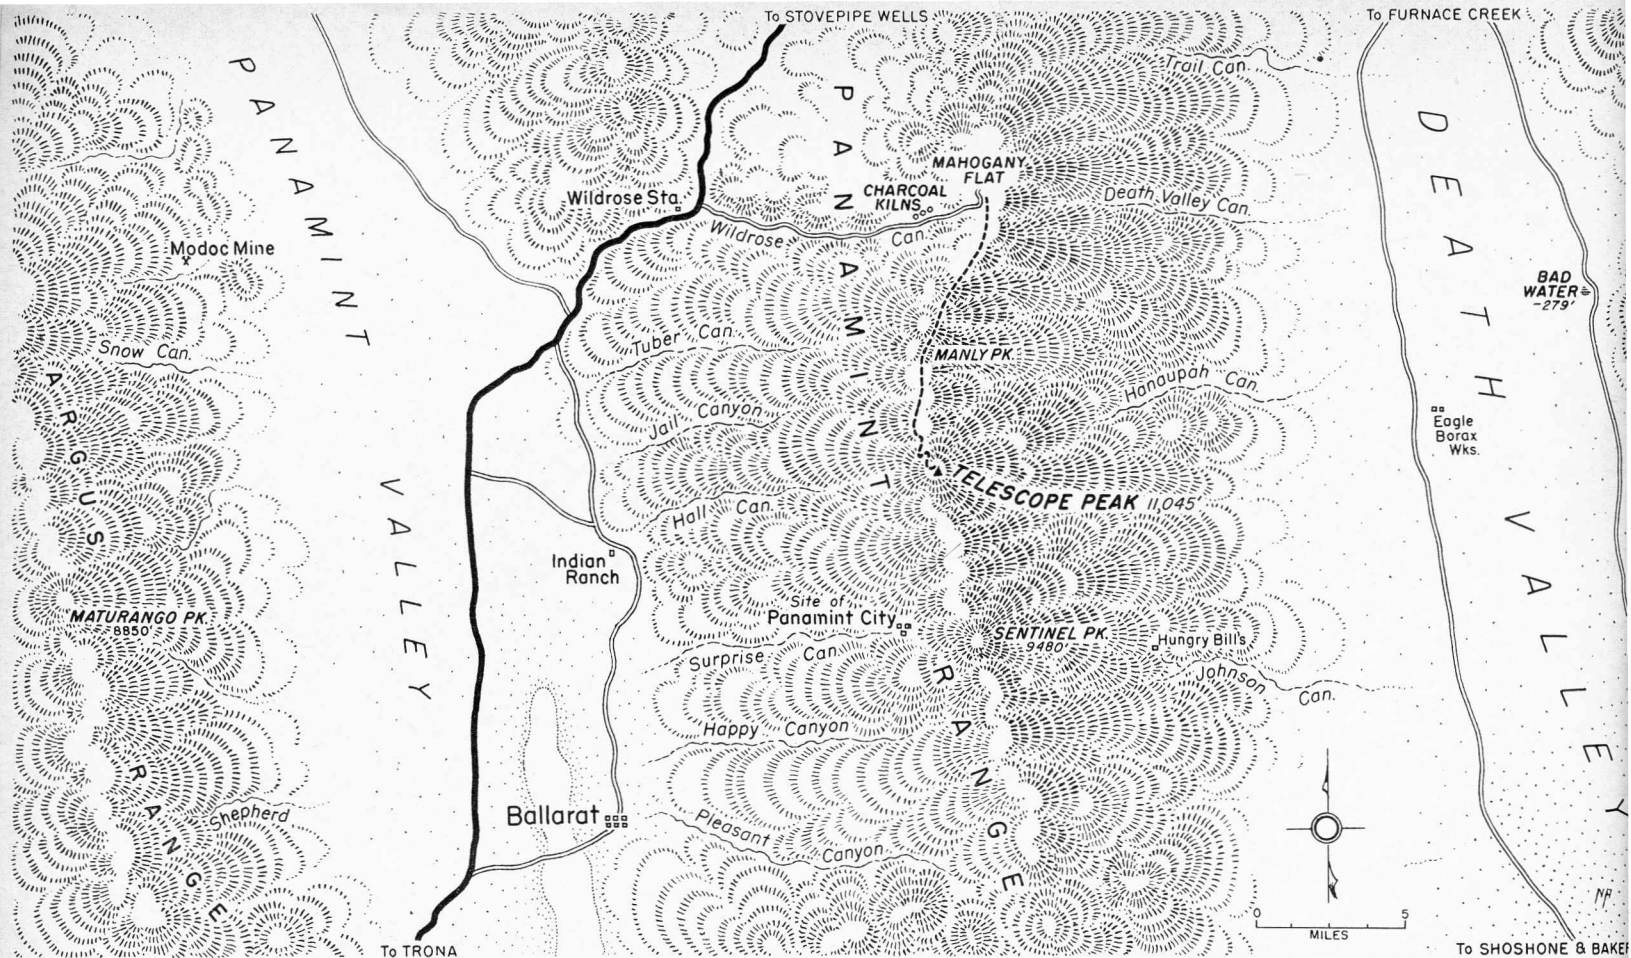 To STOVEPIPE WELLS
To FURNACE CREEK
Trail Can.
PANAMINT VALLEY
PANAMINT RANGE
DEATH VALLEY
MAHOGANY
FLAT
CHARCOAL
KILNS
Wildrose Sta.
Death Valley Can.
Wildrose Can.
Modoc Mine
BAD
WATER
-279'
Tuber Can.
Snow Can.
MANLY PK.
Hanaupah Can.
ARGUS RANGE
Jail Canyon
Eagle
Borax
Wks.
TELESCOPE PEAK 11,045'
Hall Can.
Indian
Ranch
Site of
Panamint City
MATURANGO PK.
8850'
SENTINEL PK.
9480'
Hungry Bill's
Surprise Can.
Johnson Can.
Happy Canyon
Ballarat
Shepherd
Pleasant Canyon
0 5
MILES
To TRONA
To SHOSHONE & BAKER